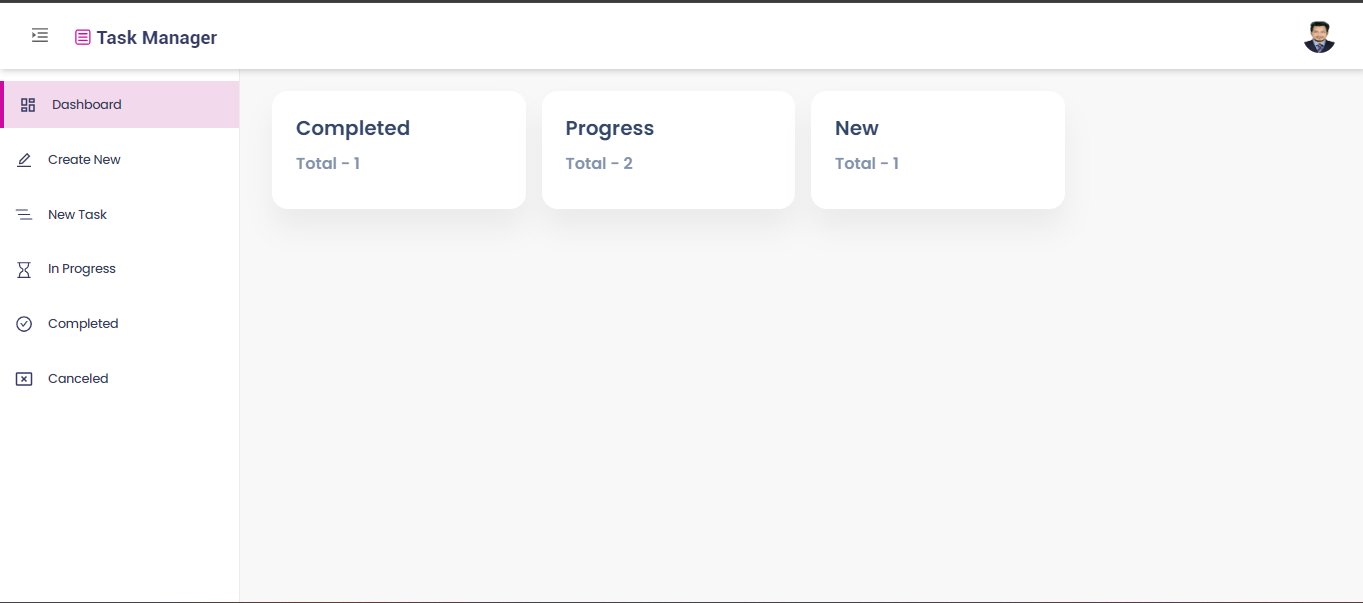 Task Manager
Dashboard
Create New
New Task
In Progress
Completed
Canceled
Completed
Total - 1
Progress
Total - 2
New
Total - 1